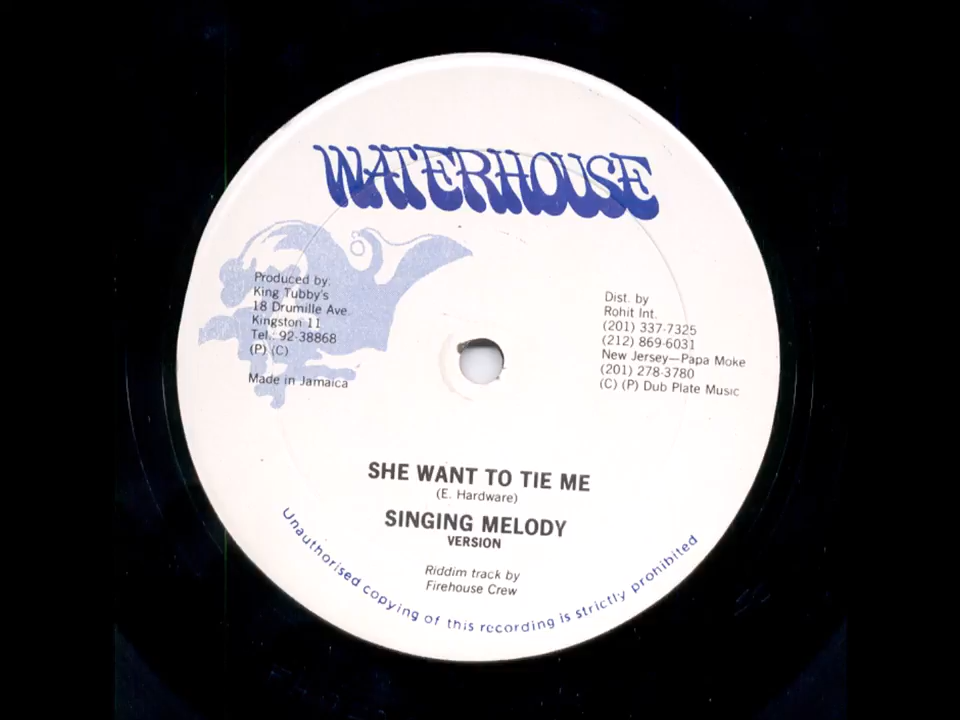 WATERHOUSE
Produced by:
King Tubby's
18 Drumille Ave.
Kingston 11
Tel.: 92-38868
(P) (C)
Made in Jamaica
Dist. by
Rohit Int.
(201) 337-7325
(212) 869-6031
New Jersey—Papa Moke
(201) 278-3780
(C) (P) Dub Plate Music
SHE WANT TO TIE ME
(E. Hardware)
SINGING MELODY
VERSION
Riddim track by
Firehouse Crew
Unauthorised copying of this recording is strictly prohibited